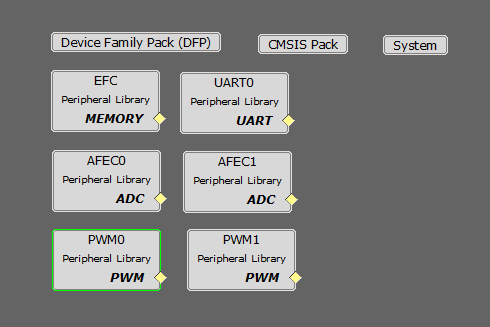 Device Family Pack (DFP)
CMSIS Pack
System
EFC
Peripheral Library
MEMORY
UART0
Peripheral Library
UART
AFEC0
Peripheral Library
ADC
AFEC1
Peripheral Library
ADC
PWM0
Peripheral Library
PWM
PWM1
Peripheral Library
PWM